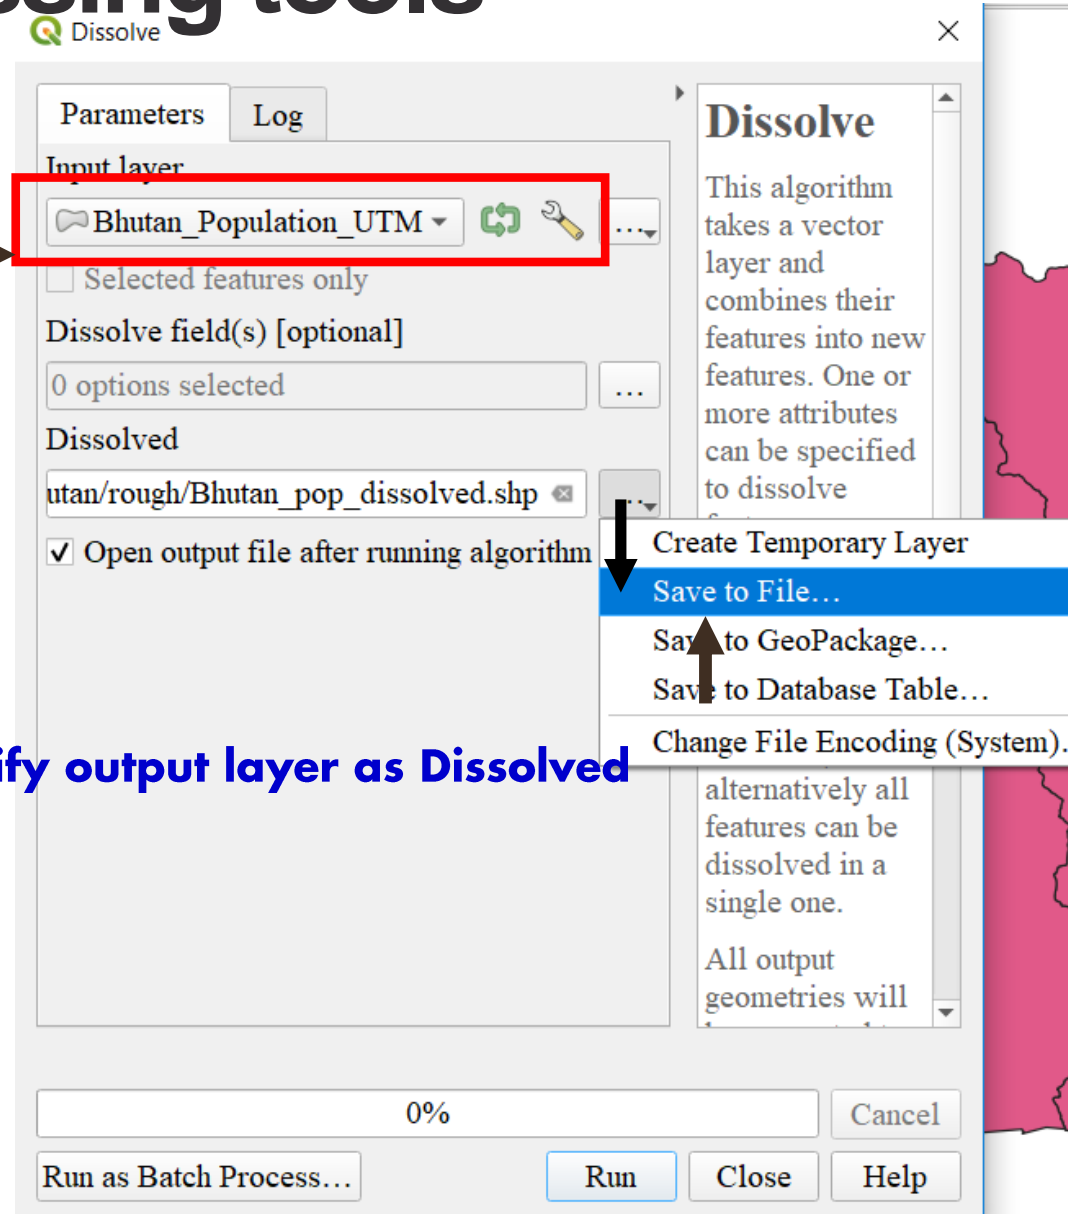 Dissolve
Parameters
Log
Input layer
Bhutan_Population_UTM
...
Selected features only
Dissolve field(s) [optional]
0 options selected
...
Dissolved
utan/rough/Bhutan_pop_dissolved.shp
Open output file after running algorithm
Dissolve
This algorithm
takes a vector
layer and
combines their
features into new
features. One or
more attributes
can be specified
to dissolve
Create Temporary Layer
Save to File…
Save to GeoPackage…
Save to Database Table…
Change File Encoding (System).
output layer as Dissolved
alternatively all
features can be
dissolved in a
single one.
All output
geometries will
0%
Cancel
Run as Batch Process…
Run
Close
Help